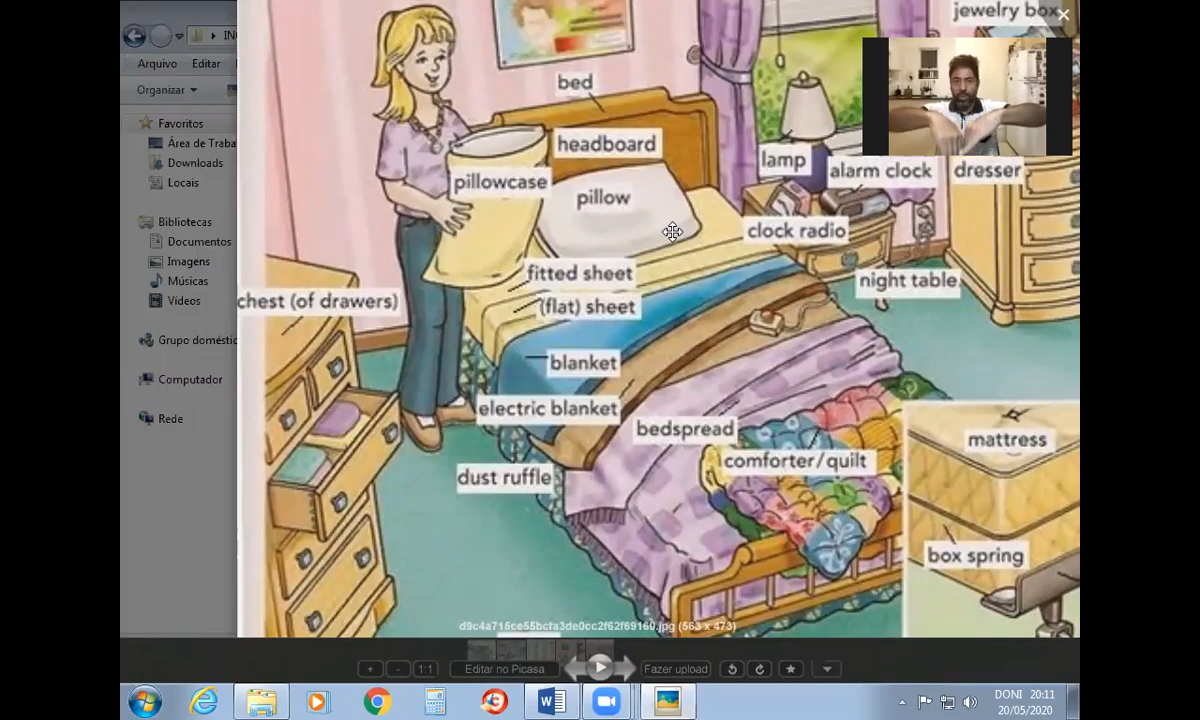 Arquivo
Editar
Organizar
Favoritos
Área de Traba
Downloads
Locais
Bibliotecas
Documentos
Imagens
Músicas
Vídeos
Grupo domésti
Computador
Rede
jewelry box
bed
headboard
pillowcase
pillow
lamp
alarm clock
dresser
clock radio
fitted sheet
night table
chest (of drawers)
(flat) sheet
blanket
electric blanket
bedspread
mattress
comforter/quilt
dust ruffle
box spring
d9c4a715ce55bcfa3de0cc2f62f69160.jpg (563 x 473)
+ - 1:1 Editar no Picasa Fazer upload
DONI 20:11
20/05/2020